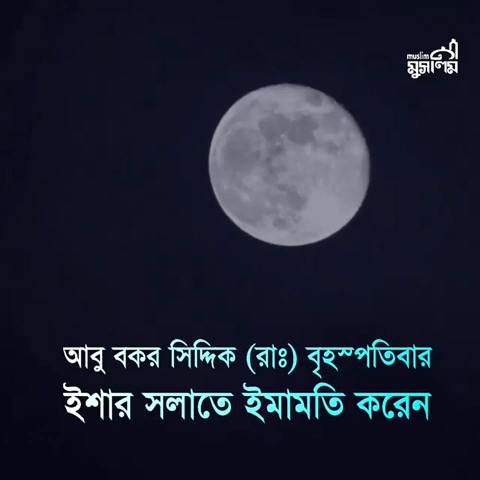 muslim
মুসলিম
আবু বকর সিদ্দিক (রাঃ) বৃহস্পতিবার
ইশার সলাতে ইমামতি করেন